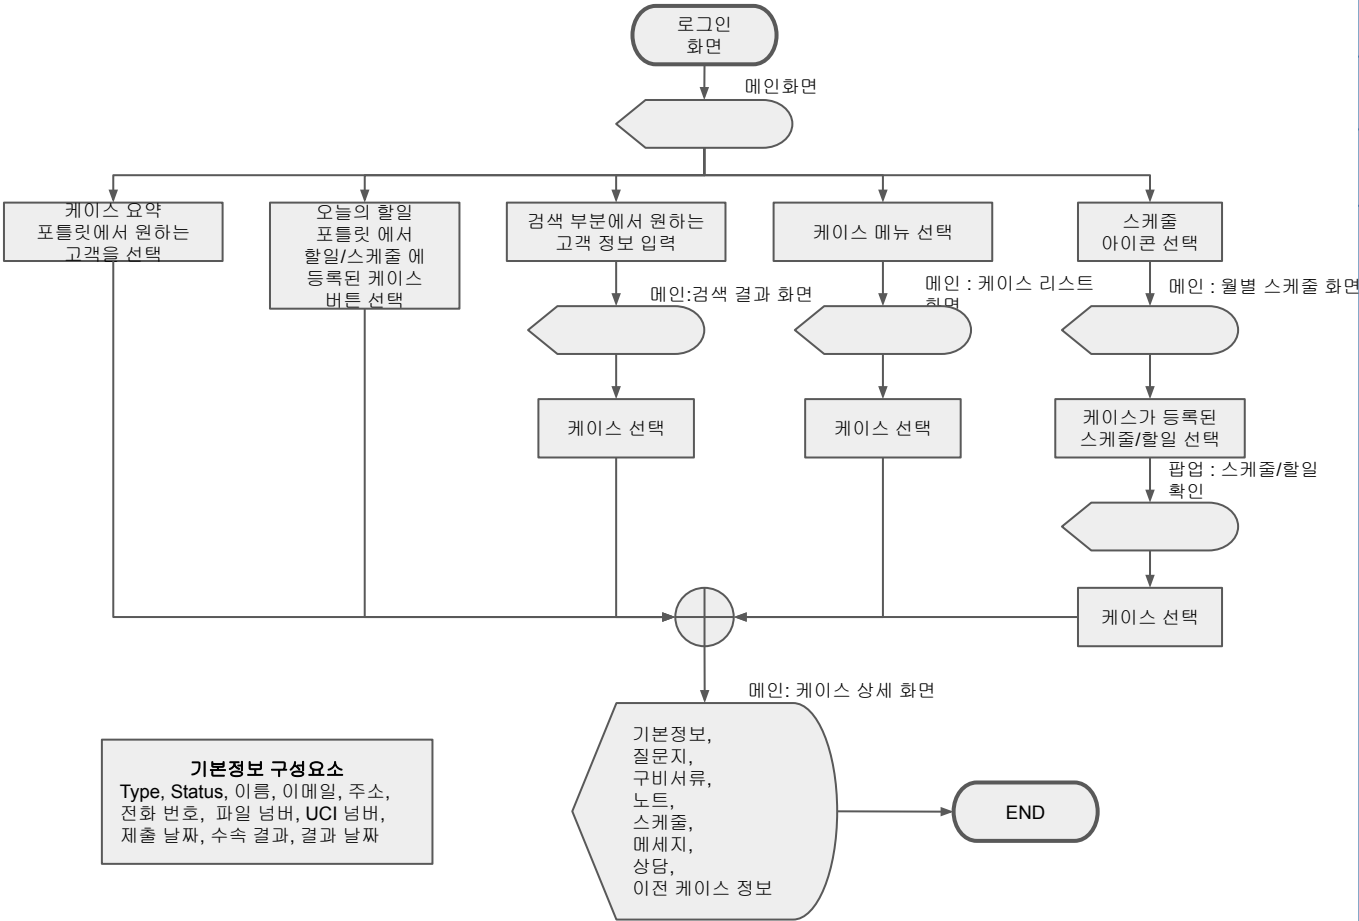 로그인
화면
메인화면
케이스 요약
포틀릿에서 원하는
고객을 선택
오늘의 할일
포틀릿 에서
할일/스케줄 에
등록된 케이스
버튼 선택
검색 부분에서 원하는
고객 정보 입력
케이스 메뉴 선택
스케줄
아이콘 선택
메인:검색 결과 화면
메인 : 케이스 리스트
화면
메인 : 월별 스케줄 화면
케이스 선택
케이스 선택
케이스가 등록된
스케줄/할일 선택
팝업 : 스케줄/할일
확인
케이스 선택
메인: 케이스 상세 화면
기본정보,
질문지,
구비서류,
노트,
스케줄,
메세지,
상담,
이전 케이스 정보
END
기본정보 구성요소
Type, Status, 이름, 이메일, 주소,
전화 번호, 파일 넘버, UCI 넘버,
제출 날짜, 수속 결과, 결과 날짜